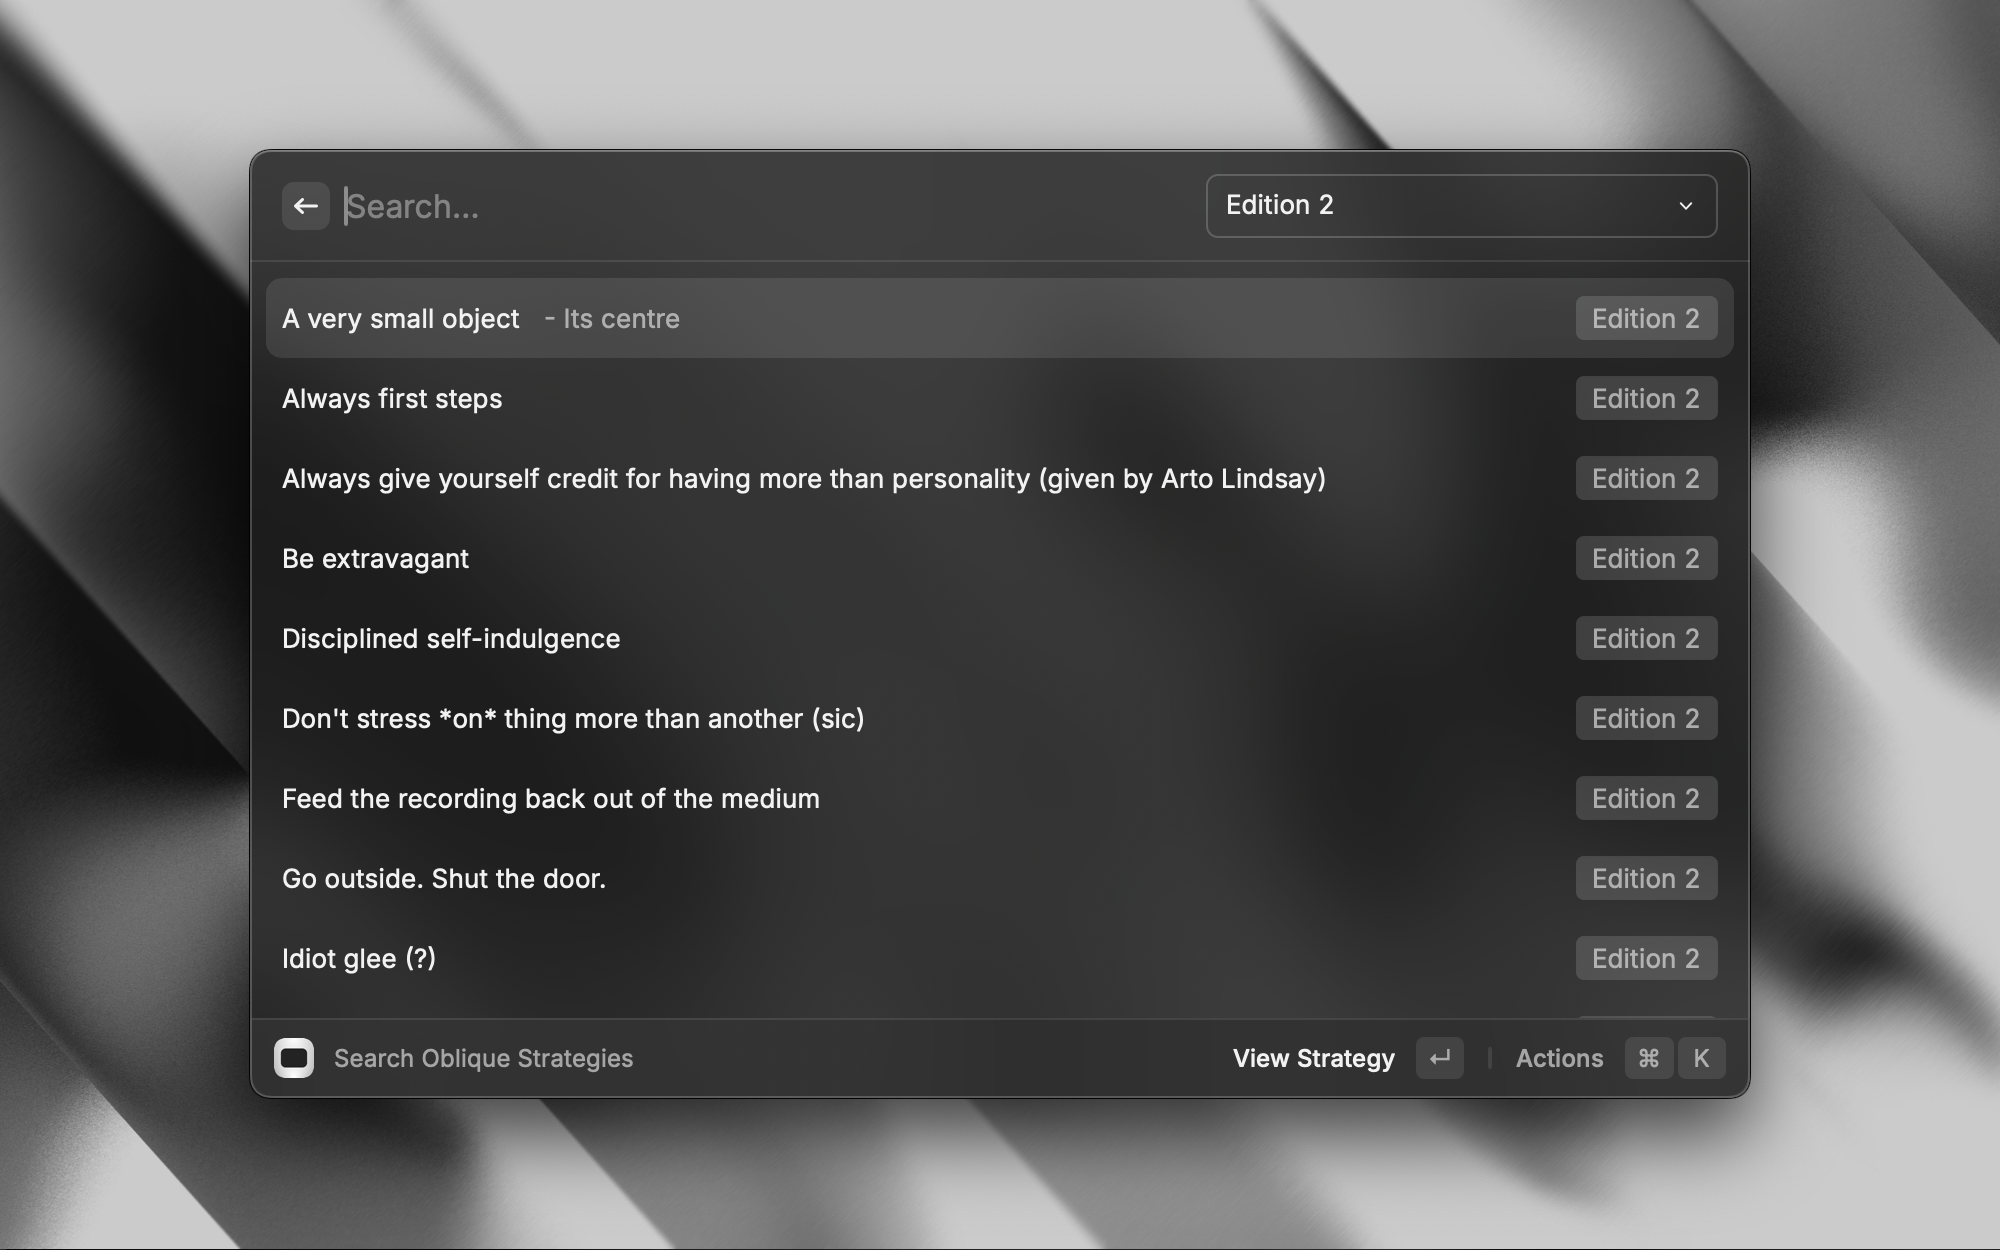 Search...
Edition 2
A very small object - Its centre Edition 2
Always first steps Edition 2
Always give yourself credit for having more than personality (given by Arto Lindsay) Edition 2
Be extravagant Edition 2
Disciplined self-indulgence Edition 2
Don't stress *on* thing more than another (sic) Edition 2
Feed the recording back out of the medium Edition 2
Go outside. Shut the door. Edition 2
Idiot glee (?) Edition 2
Search Oblique Strategies View Strategy ↵ Actions ⌘ K